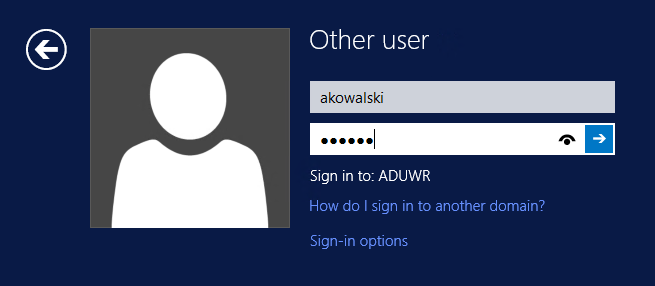 Other user
akowalski
●●●●●●
Sign in to: ADUWR
How do I sign in to another domain?
Sign-in options